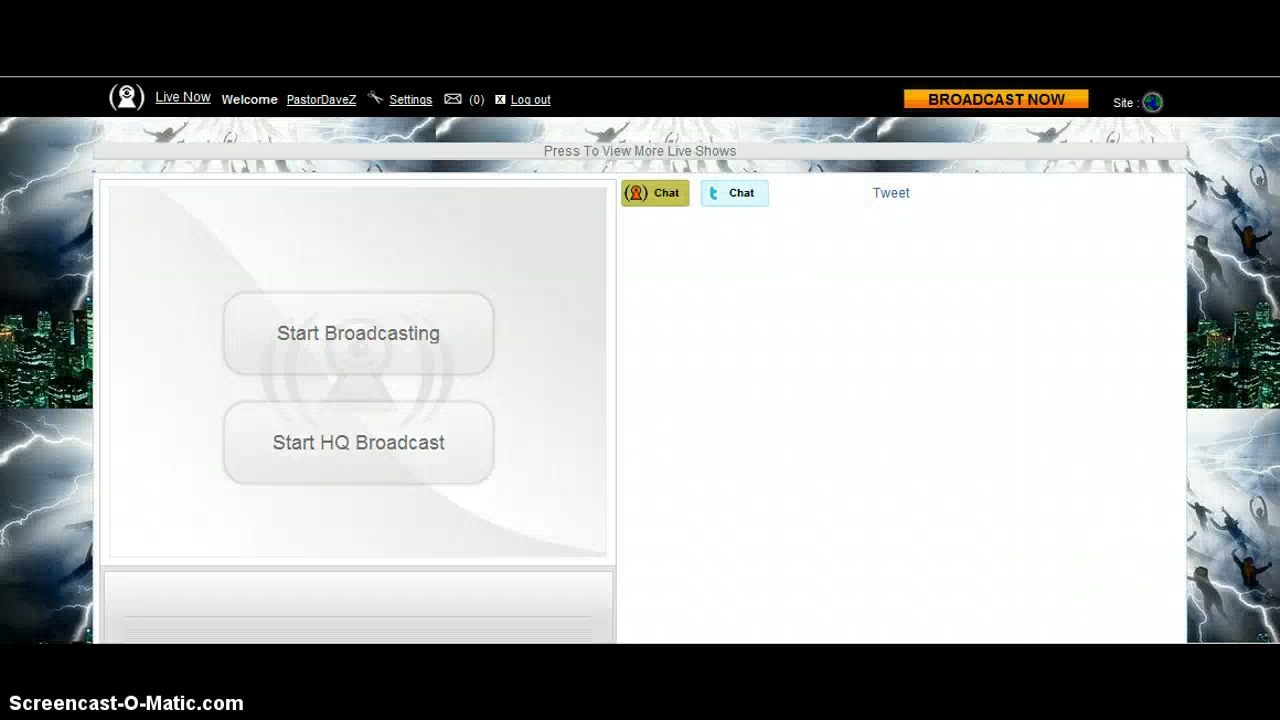 Live Now Welcome PastorDaveZ Settings (0) x Log out BROADCAST NOW Site :
Press To View More Live Shows
Chat t Chat Tweet
Start Broadcasting
Start HQ Broadcast
Screencast-O-Matic.com